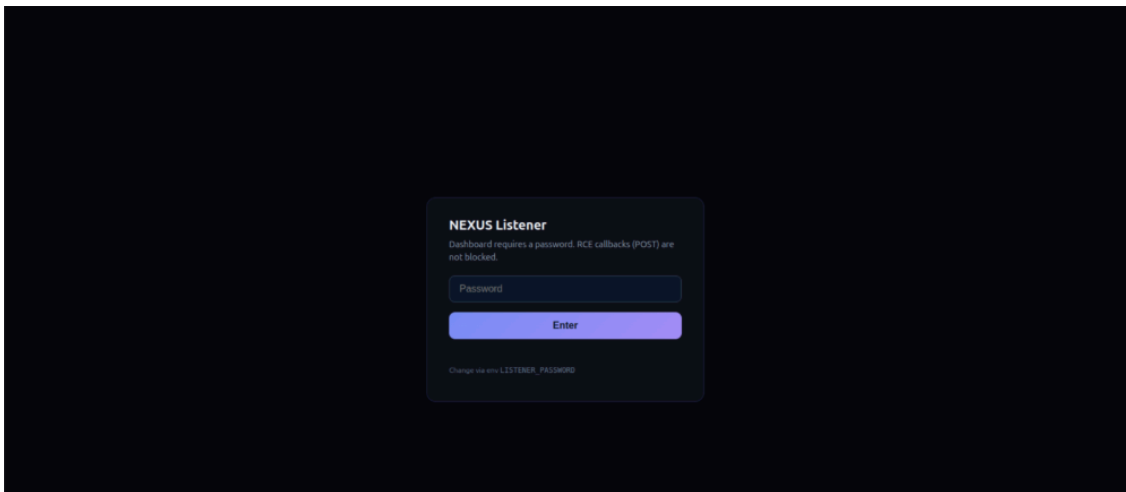 NEXUS Listener
Dashboard requires a password. RCE callbacks (POST) are
not blocked.
Password
Enter
Change via env LISTENER_PASSWORD